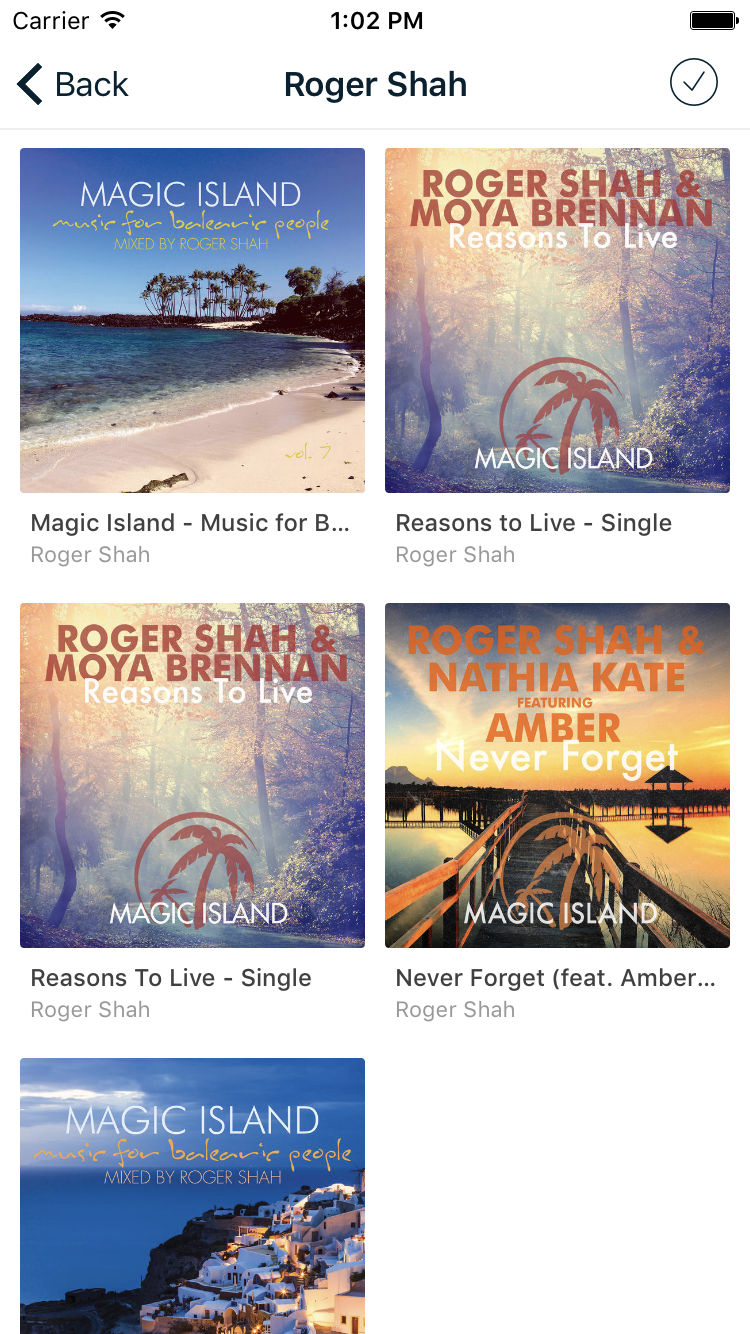 Carrier 1:02 PM
Back Roger Shah
MAGIC ISLAND
music for balearic people
MIXED BY ROGER SHAH
vol. 7
ROGER SHAH &
MOYA BRENNAN
Reasons To Live
MAGIC ISLAND
Magic Island - Music for B...
Roger Shah
Reasons to Live - Single
Roger Shah
ROGER SHAH &
MOYA BRENNAN
Reasons To Live
MAGIC ISLAND
ROGER SHAH &
NATHIA KATE
FEATURING
AMBER
Never Forget
MAGIC ISLAND
Reasons To Live - Single
Roger Shah
Never Forget (feat. Amber...
Roger Shah
MAGIC ISLAND
music for balearic people
MIXED BY ROGER SHAH